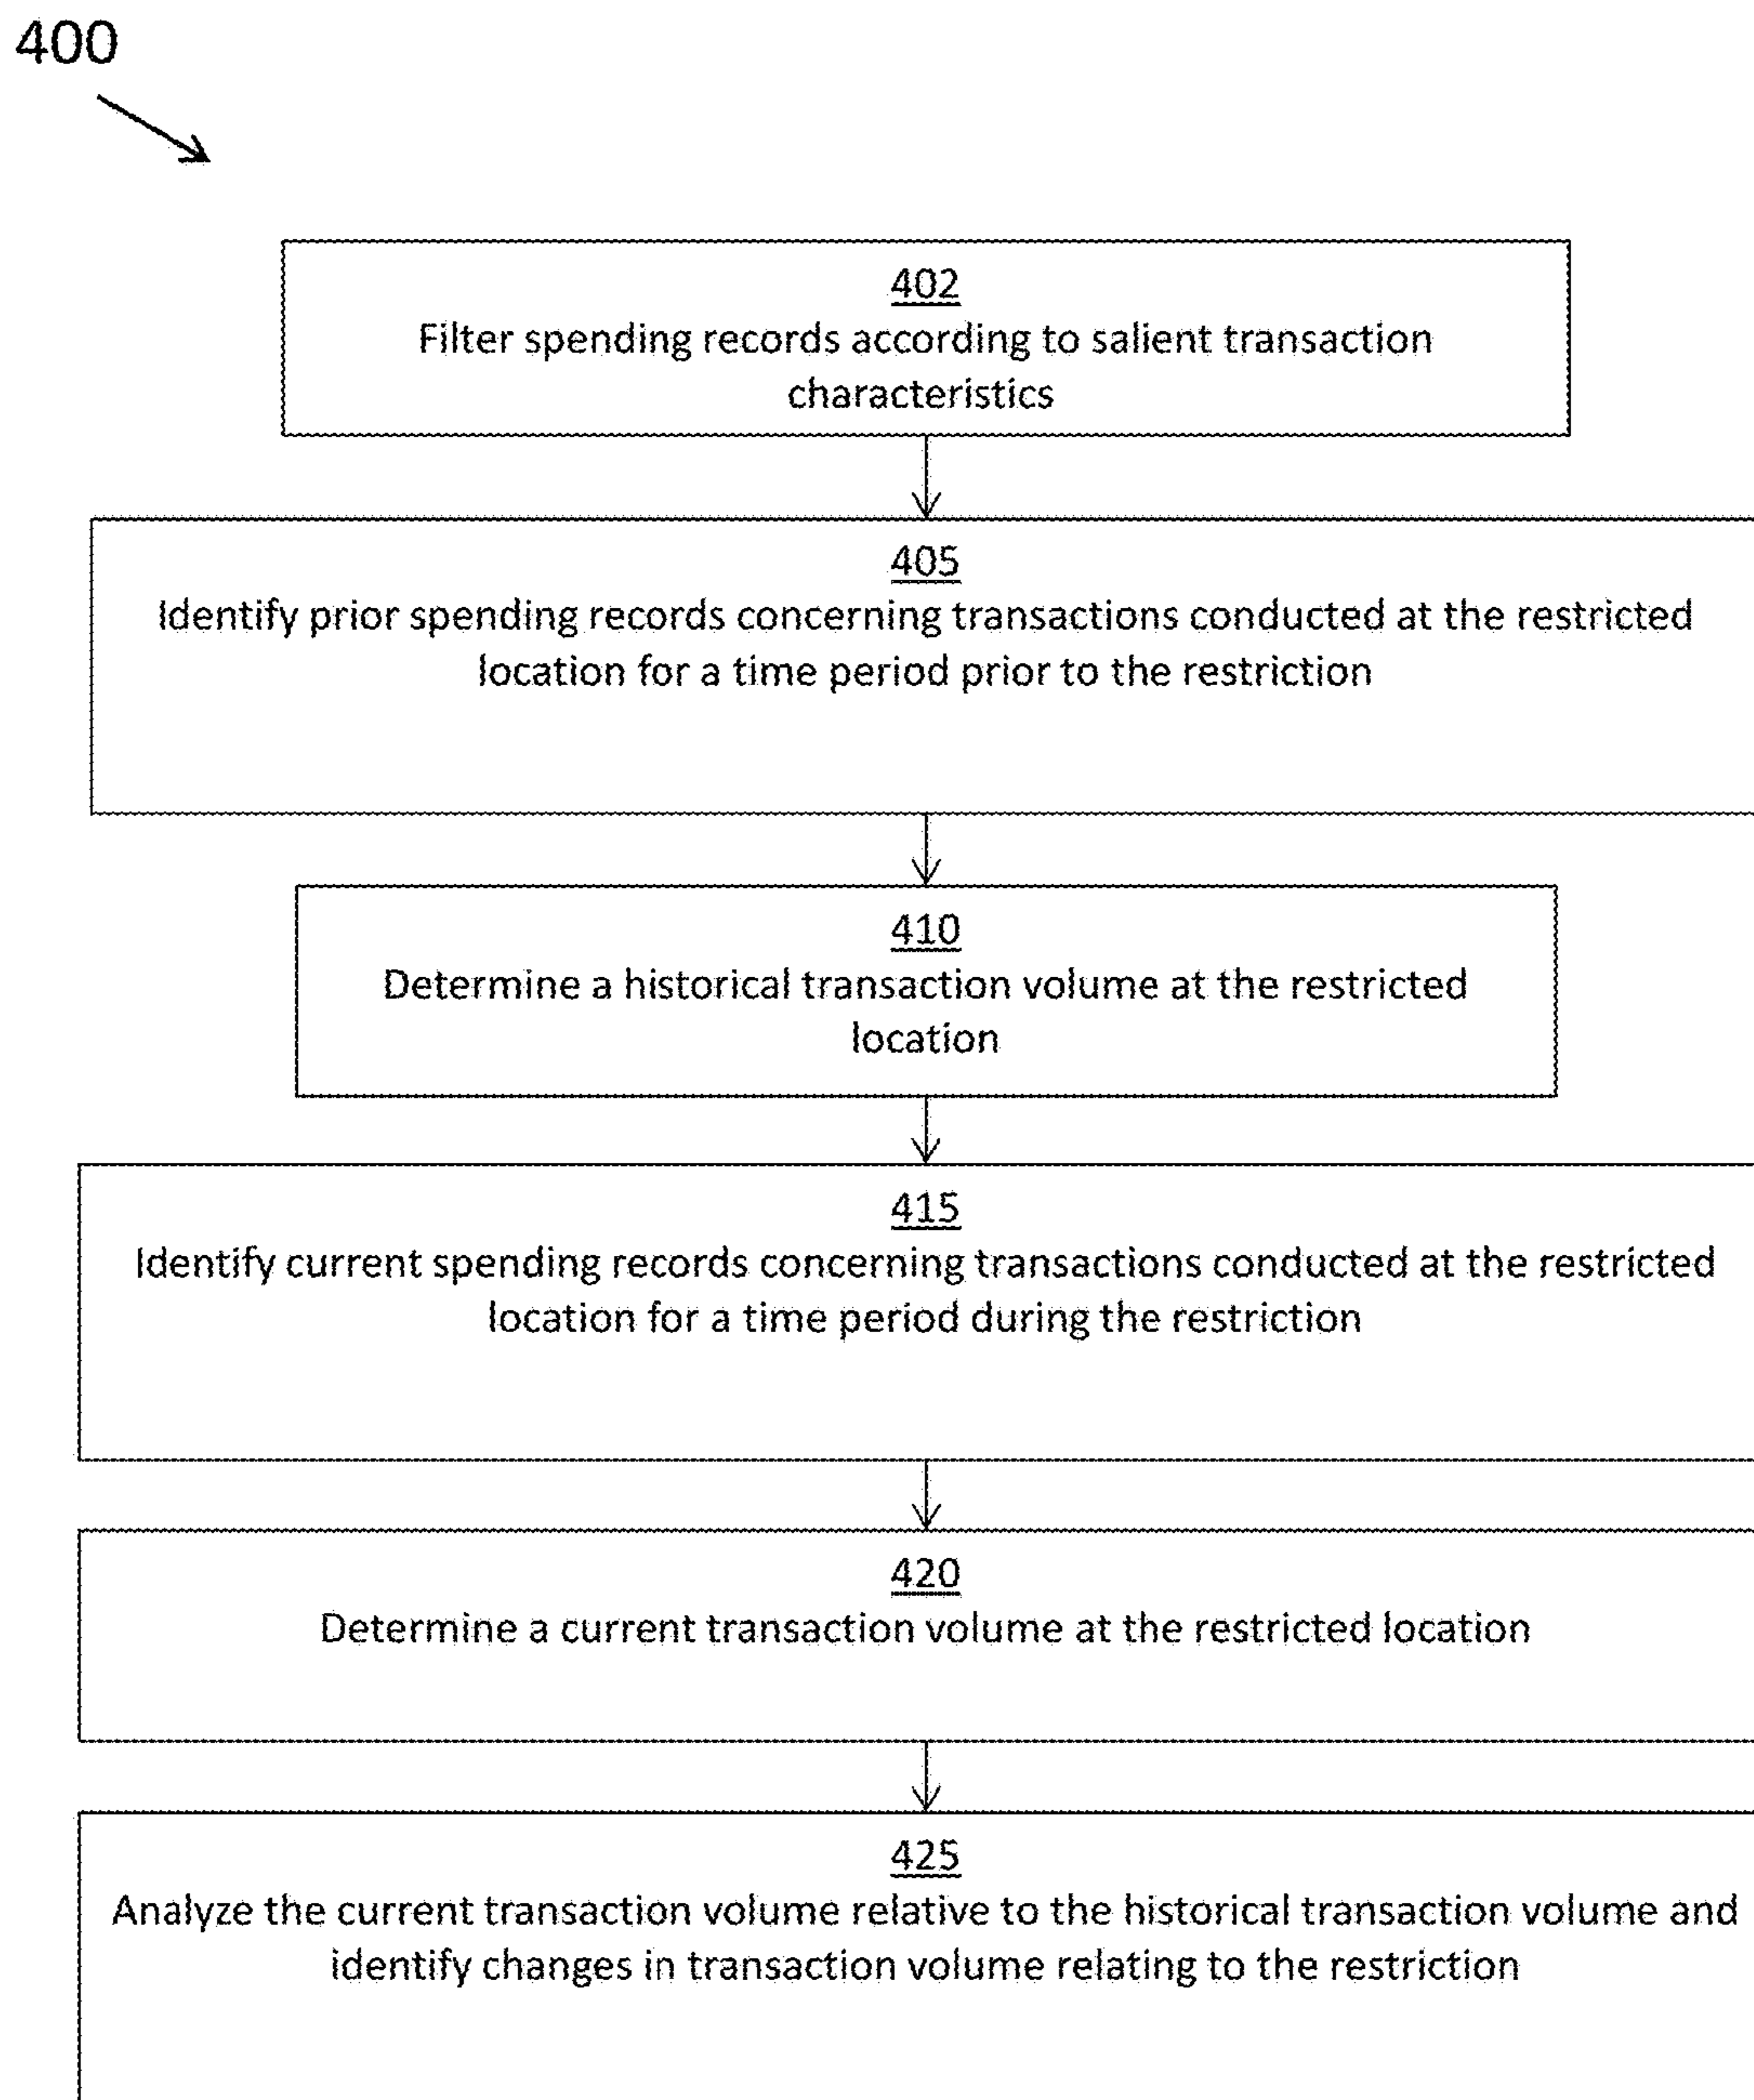 400
402
Filter spending records according to salient transaction
characteristics
405
Identify prior spending records concerning transactions conducted at the restricted
location for a time period prior to the restriction
410
Determine a historical transaction volume at the restricted
location
415
Identify current spending records concerning transactions conducted at the restricted
location for a time period during the restriction
420
Determine a current transaction volume at the restricted location
425
Analyze the current transaction volume relative to the historical transaction volume and
identify changes in transaction volume relating to the restriction